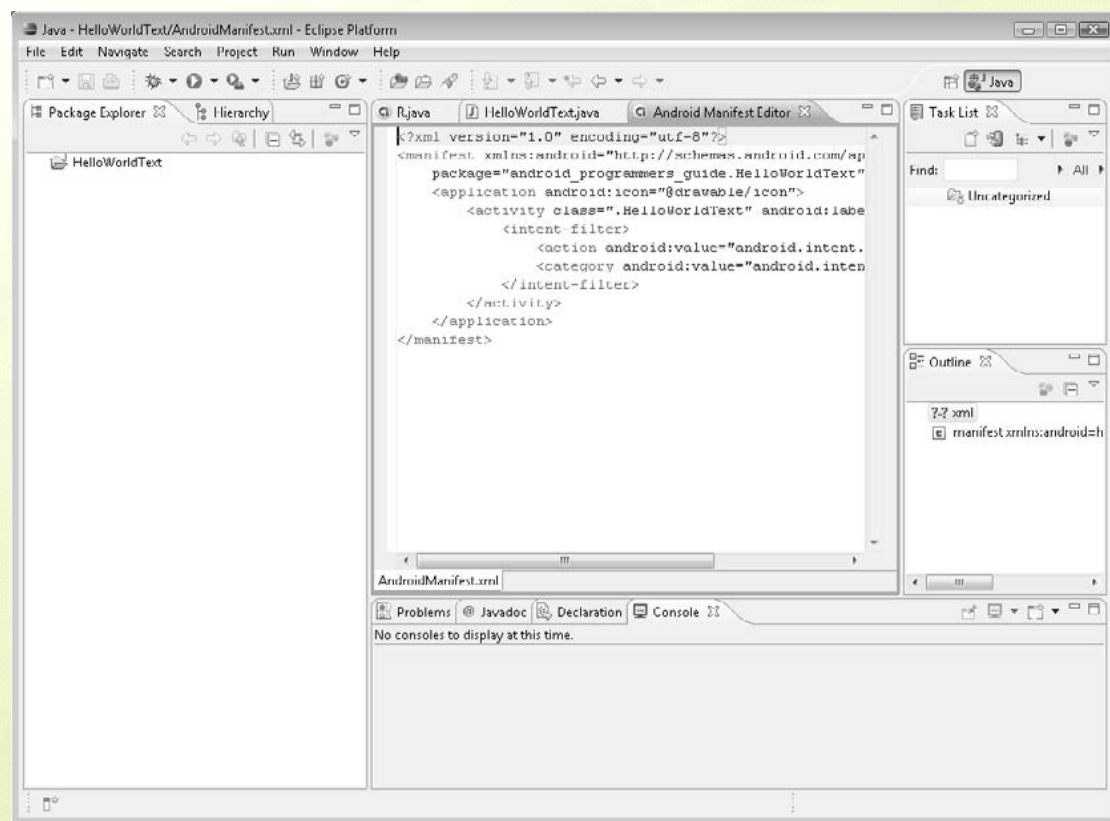 Java - HelloWorldText/AndroidManifest.xml - Eclipse Platform
File Edit Navigate Search Project Run Window Help
Java
Package Explorer Hierarchy
HelloWorldText
R.java HelloWorldText.java Android Manifest Editor
<?xml version="1.0" encoding="utf-8"?>
<manifest xmlns:android="http://schemas.android.com/ap
package="android_programmers_guide.HelloWorldText"
<application android:icon="@drawable/icon">
<activity class=".HelloWorldText" android:labe
<intent-filter>
<action android:value="android.intent.
<category android:value="android.inten
</intent-filter>
</activity>
</application>
</manifest>
AndroidManifest.xml
Task List
Find: All
Uncategorized
Outline
?-? xml
e manifest xmlns:android=h
Problems @ Javadoc Declaration Console
No consoles to display at this time.